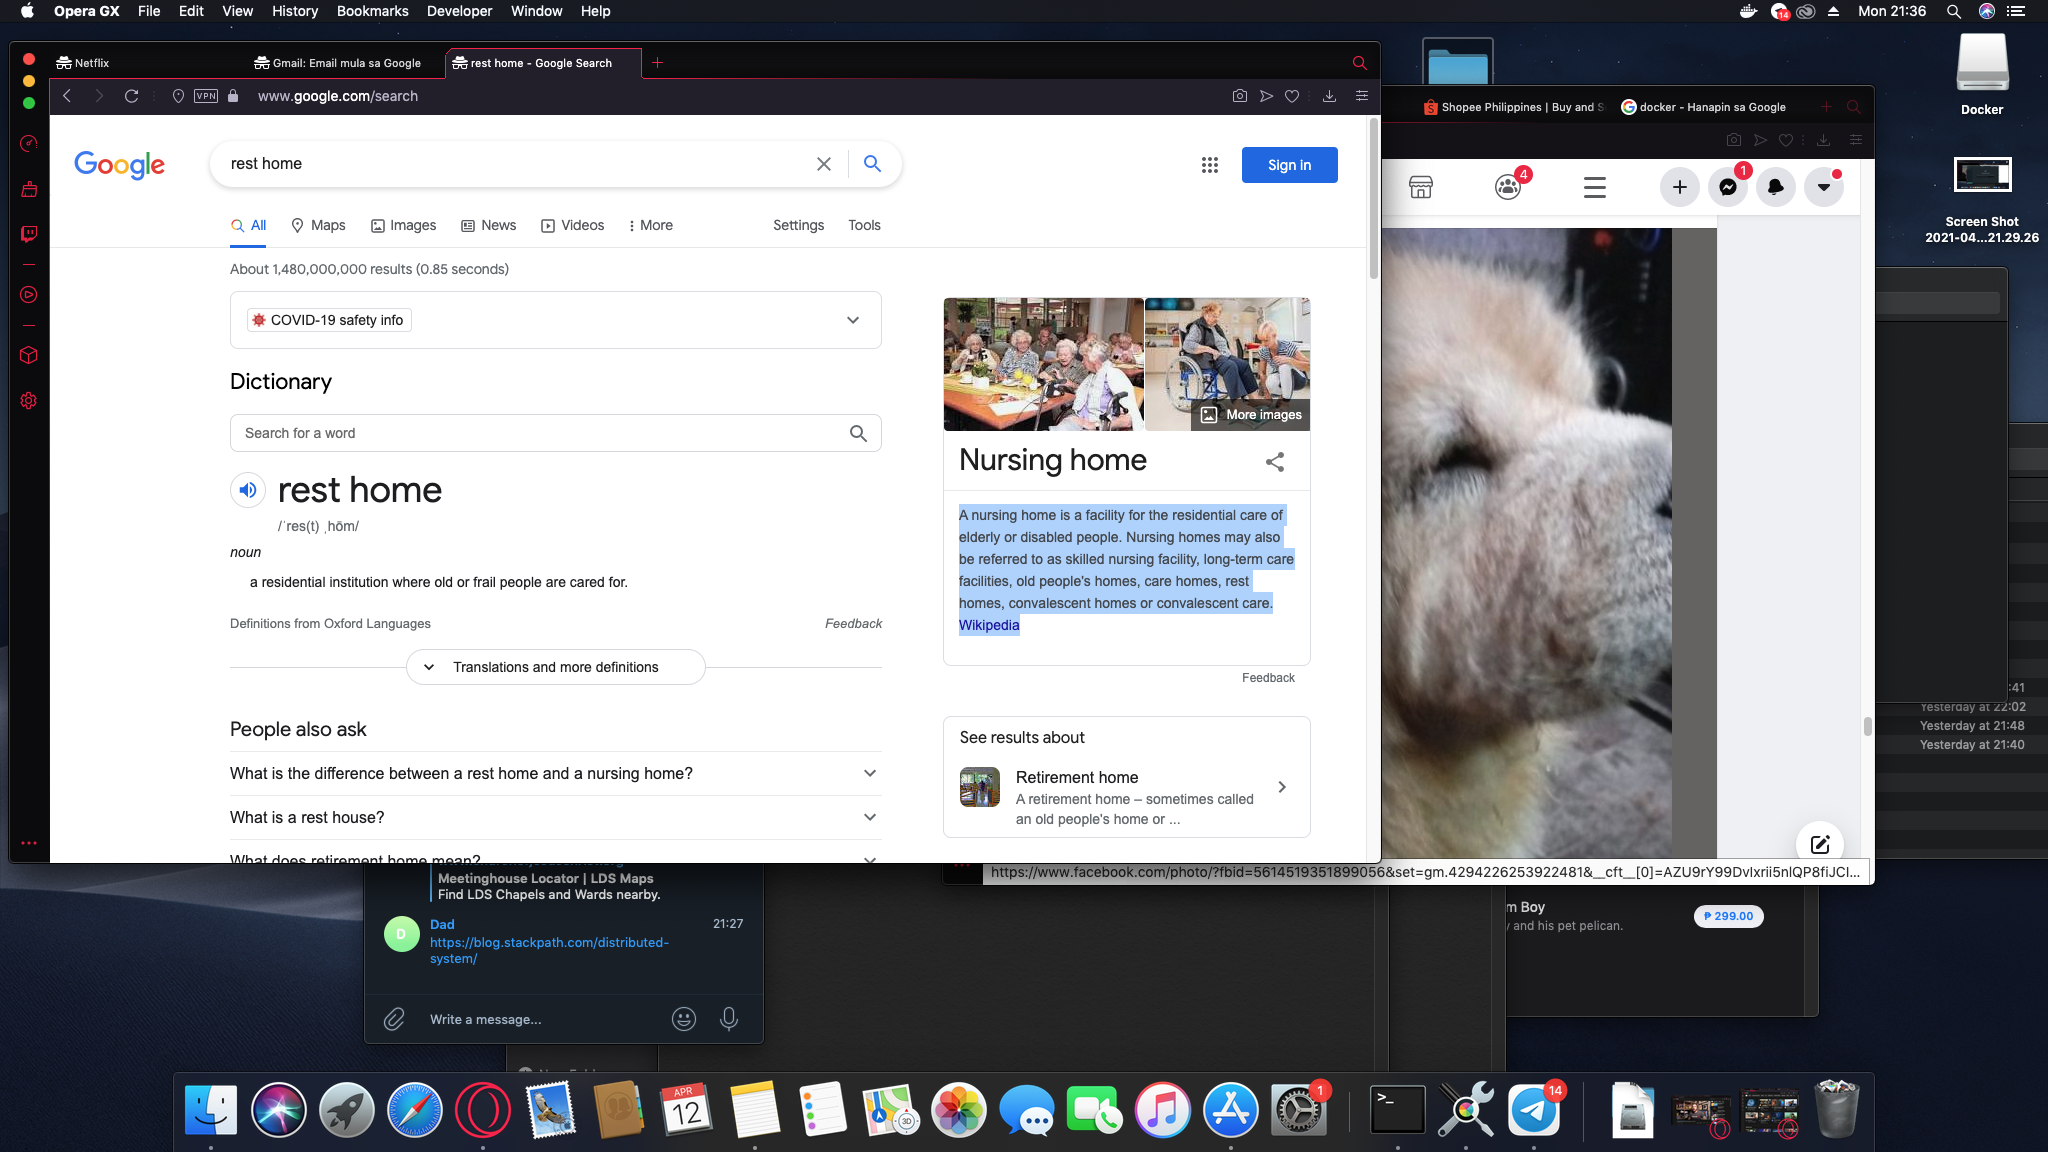 Opera GX File Edit View History Bookmarks Developer Window Help
14
Mon 21:36
Netflix
Gmail: Email mula sa Google
rest home - Google Search
VPN
www.google.com/search
Google
rest home
Sign in
All
Maps
Images
News
Videos
More
Settings
Tools
About 1,480,000,000 results (0.85 seconds)
COVID-19 safety info
Dictionary
Search for a word
rest home
/ˈres(t) ˌhōm/
noun
a residential institution where old or frail people are cared for.
Definitions from Oxford Languages
Feedback
Translations and more definitions
People also ask
What is the difference between a rest home and a nursing home?
What is a rest house?
What does retirement home mean?
More images
Nursing home
A nursing home is a facility for the residential care of
elderly or disabled people. Nursing homes may also
be referred to as skilled nursing facility, long-term care
facilities, old people's homes, care homes, rest
homes, convalescent homes or convalescent care.
Wikipedia
Feedback
See results about
Retirement home
A retirement home – sometimes called
an old people's home or ...
Shopee Philippines | Buy and S
docker - Hanapin sa Google
4
1
Docker
Screen Shot
2021-04...21.29.26
:41
Yesterday at 22:02
Yesterday at 21:48
Yesterday at 21:40
https://www.facebook.com/photo/?fbid=5614519351899056&set=gm.4294226253922481&__cft__[0]=AZU9rY99DvIxrii5nlQP8fiJCI...
m Boy
y and his pet pelican.
₱ 299.00
Meetinghouse Locator | LDS Maps
Find LDS Chapels and Wards nearby.
D
Dad
21:27
https://blog.stackpath.com/distributed-
system/
Write a message...
APR
12
3D
1
14